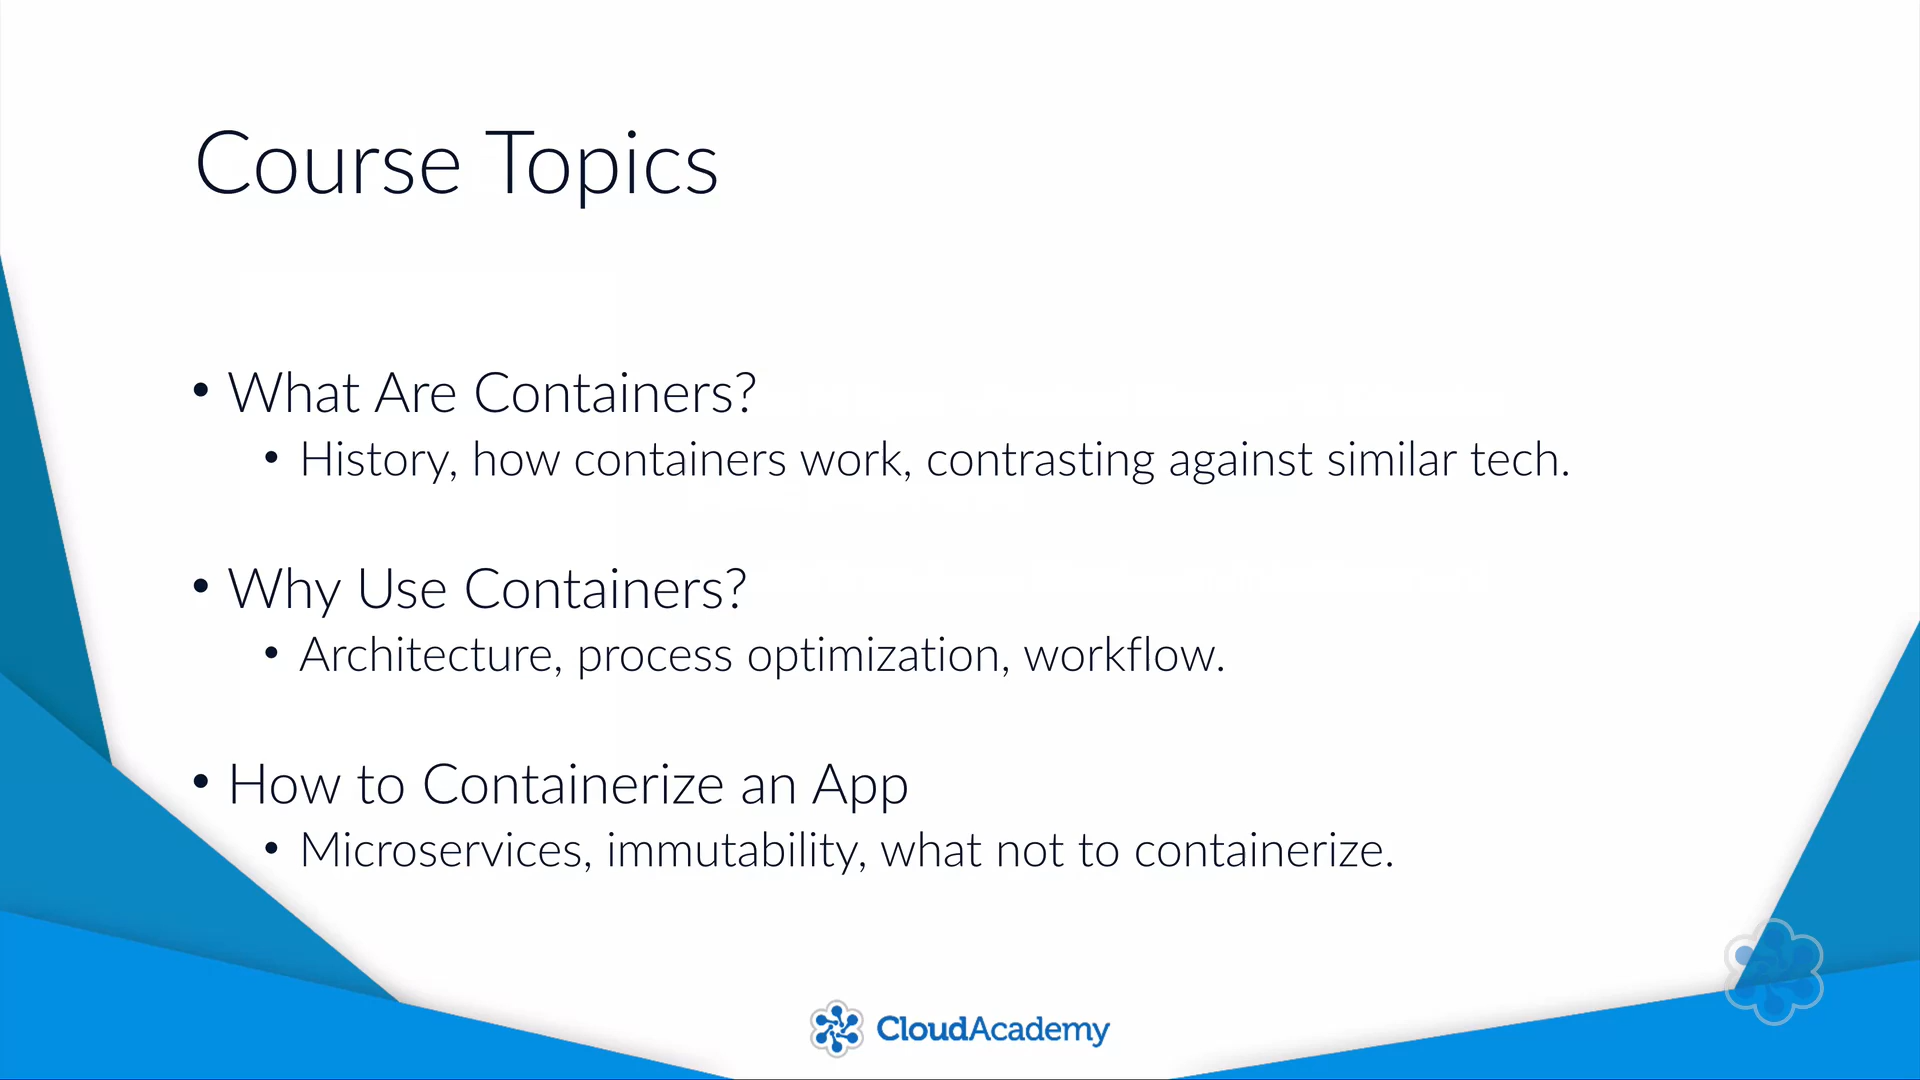 Course Topics
• What Are Containers?
• History, how containers work, contrasting against similar tech.
• Why Use Containers?
• Architecture, process optimization, workflow.
• How to Containerize an App
• Microservices, immutability, what not to containerize.
CloudAcademy